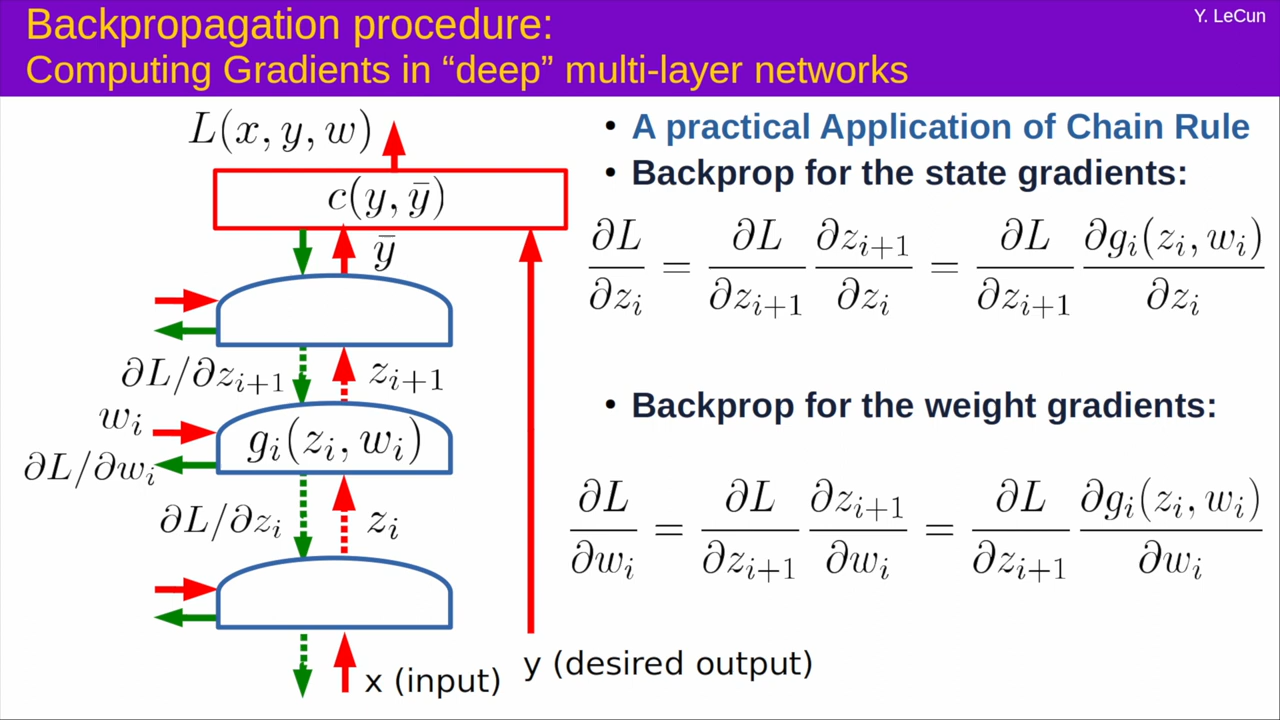 Y. LeCun
Backpropagation procedure:
Computing Gradients in “deep” multi-layer networks
L(x, y, w)
c(y, ȳ)
ȳ
∂L/∂z_{i+1}
z_{i+1}
w_i
g_i(z_i, w_i)
∂L/∂w_i
∂L/∂z_i
z_i
x (input)
y (desired output)
• A practical Application of Chain Rule
• Backprop for the state gradients:
∂L/∂z_i = ∂L/∂z_{i+1} ∂z_{i+1}/∂z_i = ∂L/∂z_{i+1} ∂g_i(z_i, w_i)/∂z_i
• Backprop for the weight gradients:
∂L/∂w_i = ∂L/∂z_{i+1} ∂z_{i+1}/∂w_i = ∂L/∂z_{i+1} ∂g_i(z_i, w_i)/∂w_i